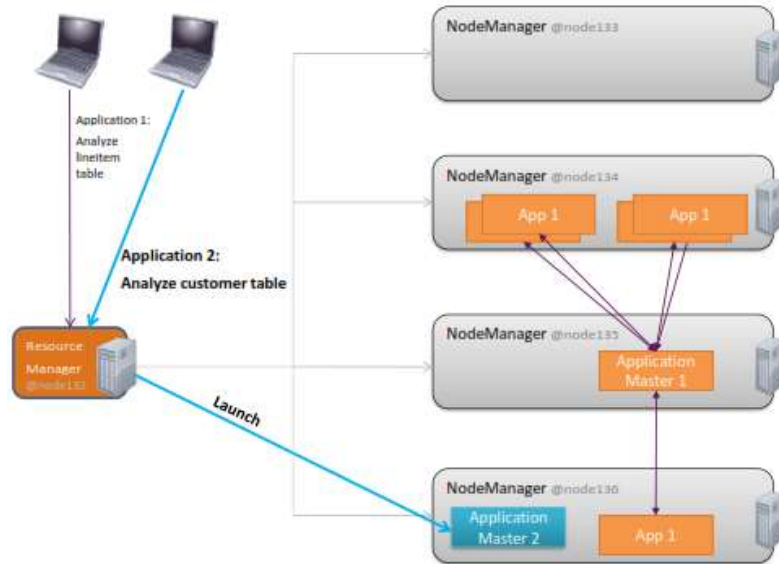 NodeManager @node133
Application 1:
Analyze
lineitem
table
NodeManager @node134
App 1
App 1
Application 2:
Analyze customer table
NodeManager @node135
Resource
Manager
Application
Master 1
Launch
NodeManager @node136
Application
Master 2
App 1